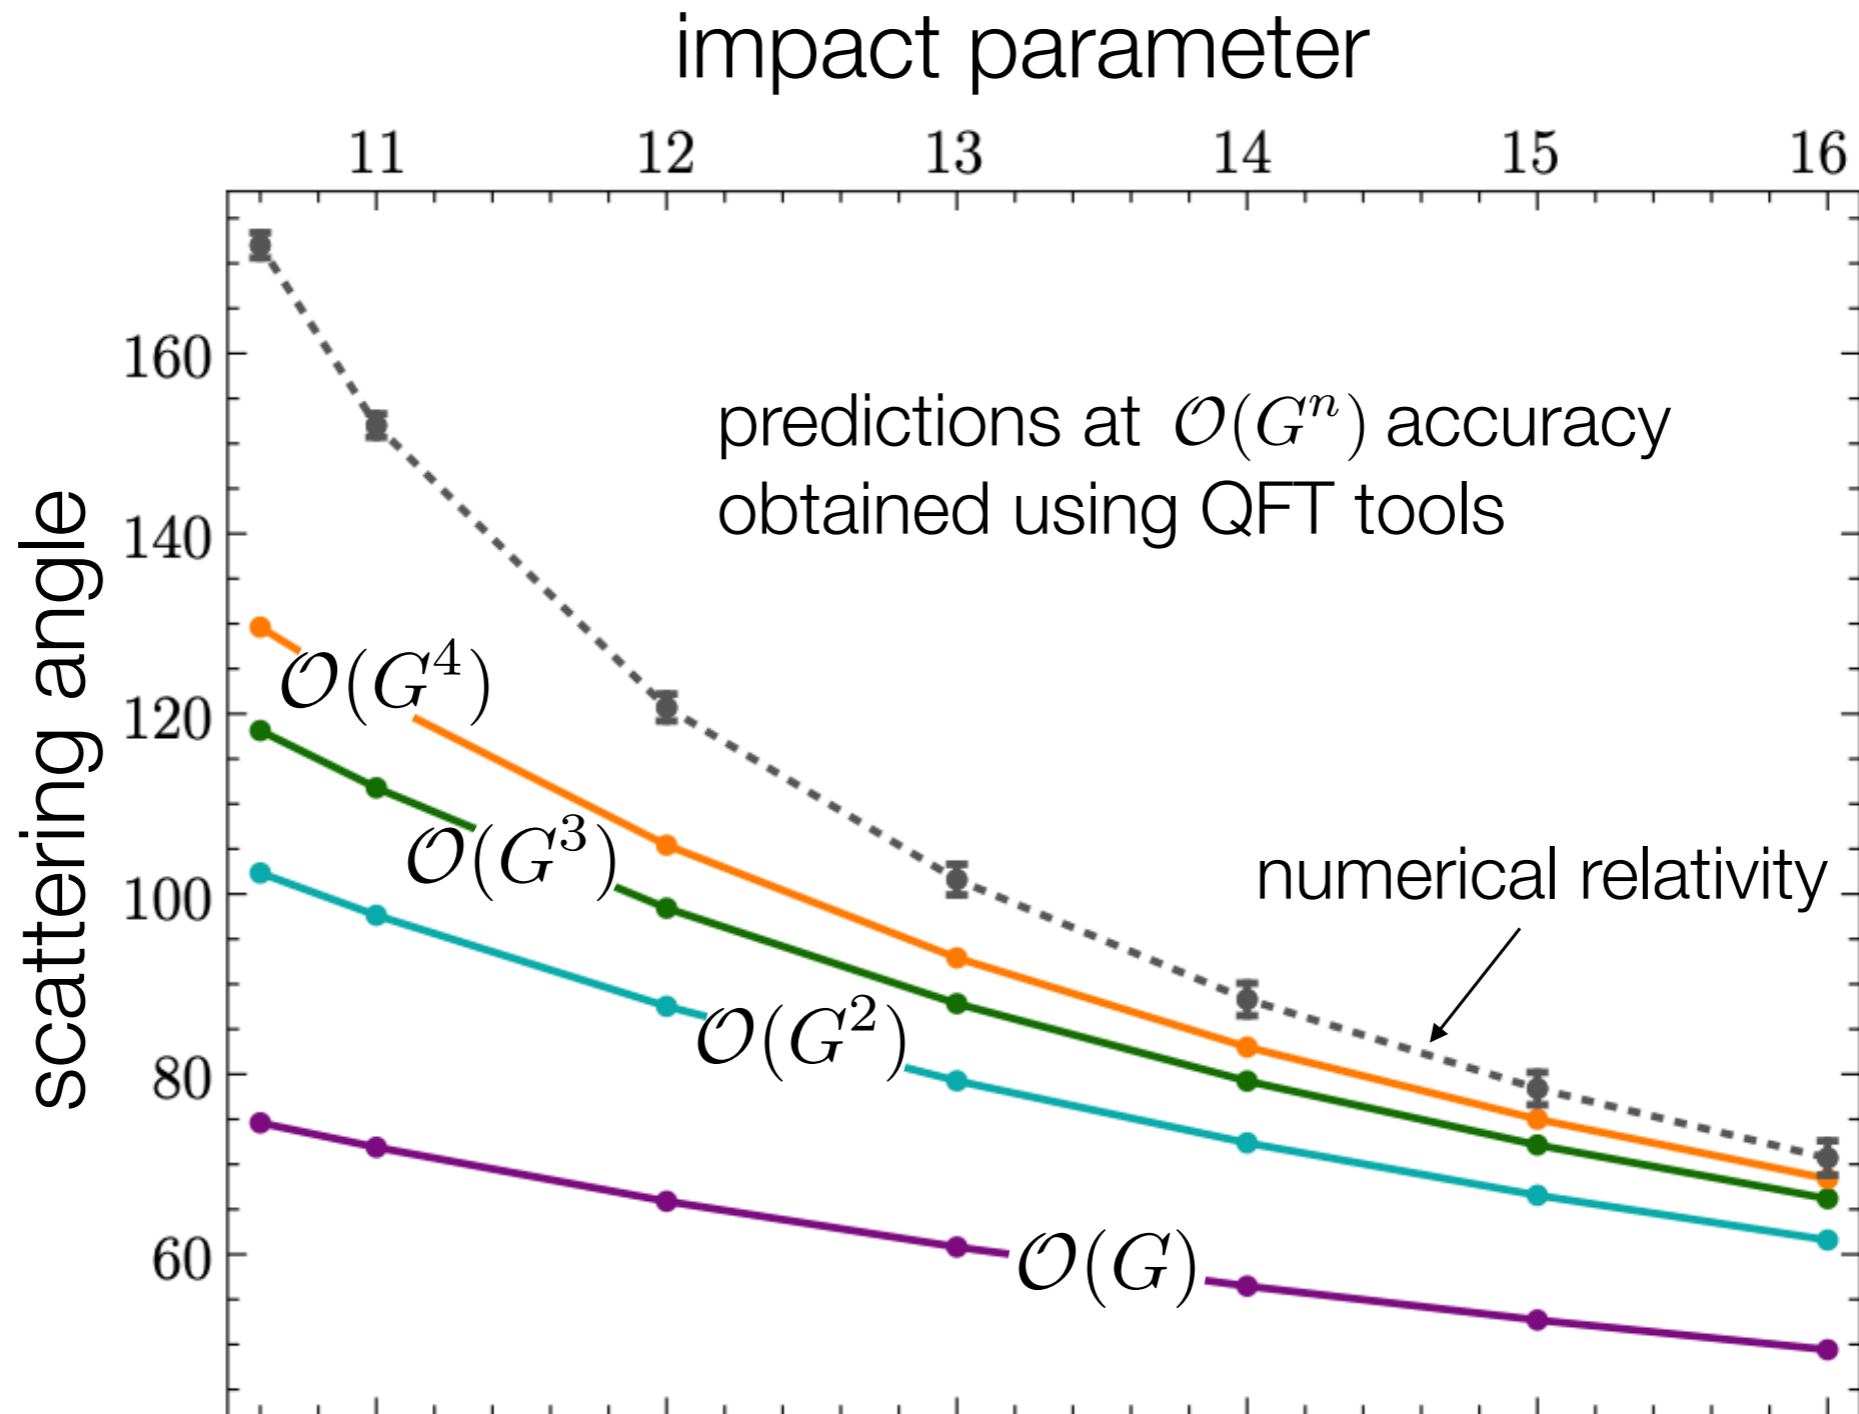 impact parameter
11 12 13 14 15 16
scattering angle
160
140
120
100
80
60
predictions at 𝒪(Gⁿ) accuracy
obtained using QFT tools
𝒪(G⁴)
𝒪(G³)
numerical relativity
𝒪(G²)
𝒪(G)